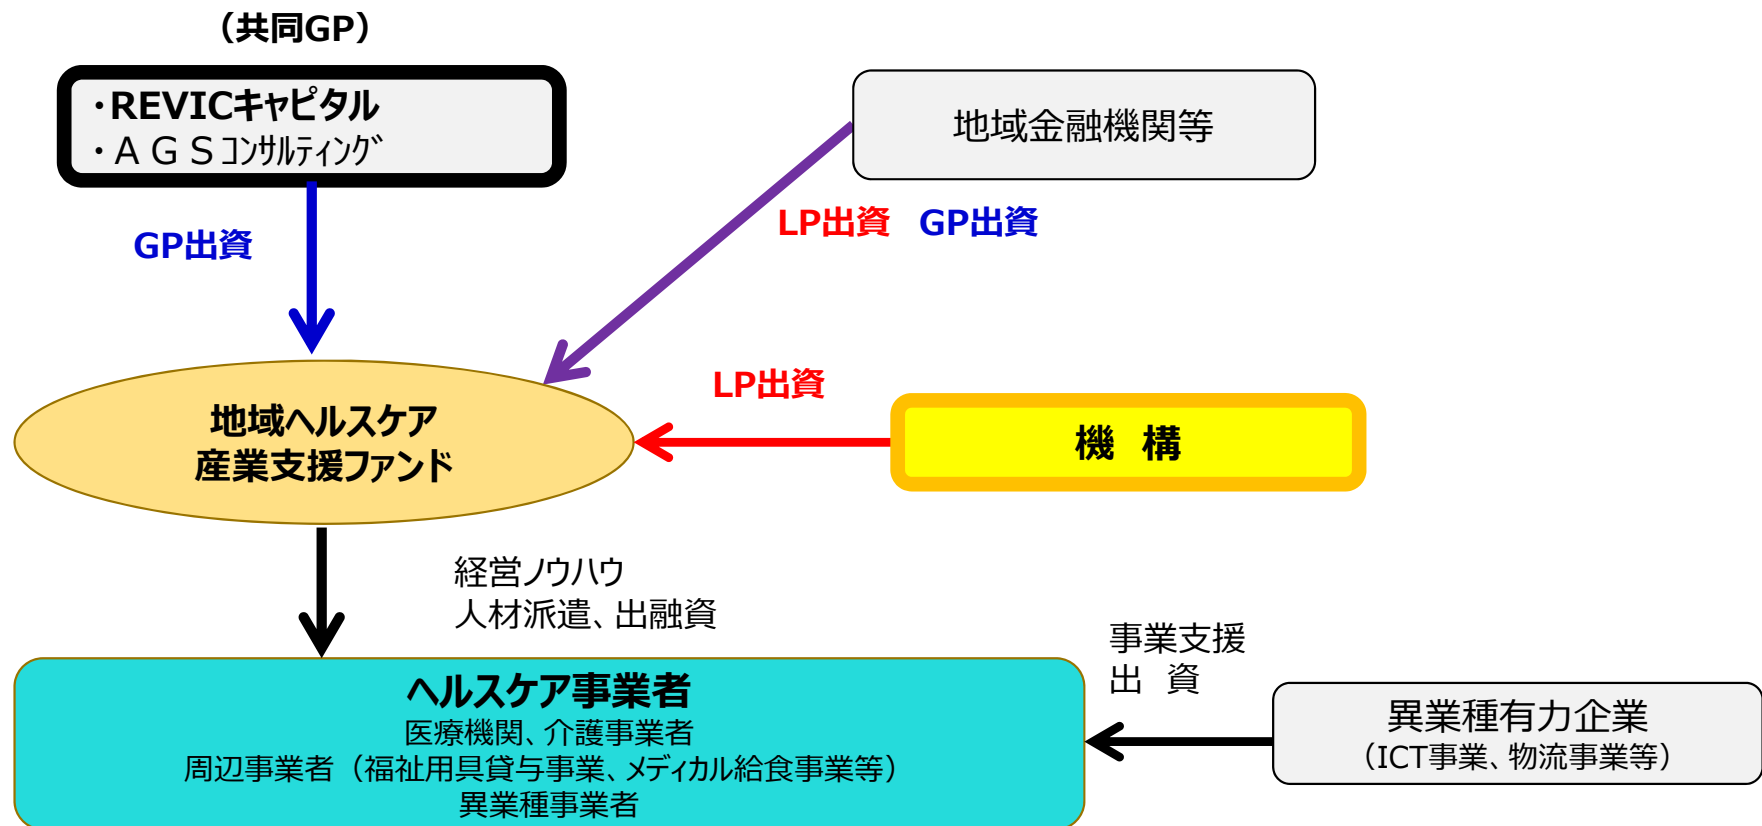 （共同GP）
・REVICキャピタル
・ＡＧＳコンサルティング
地域金融機関等
LP出資　GP出資
GP出資
LP出資
地域ヘルスケア
産業支援ファンド
機　構
経営ノウハウ
人材派遣、出融資
事業支援
出　資
ヘルスケア事業者
医療機関、介護事業者
周辺事業者（福祉用具貸与事業、メディカル給食事業等）
異業種事業者
異業種有力企業
（ICT事業、物流事業等）